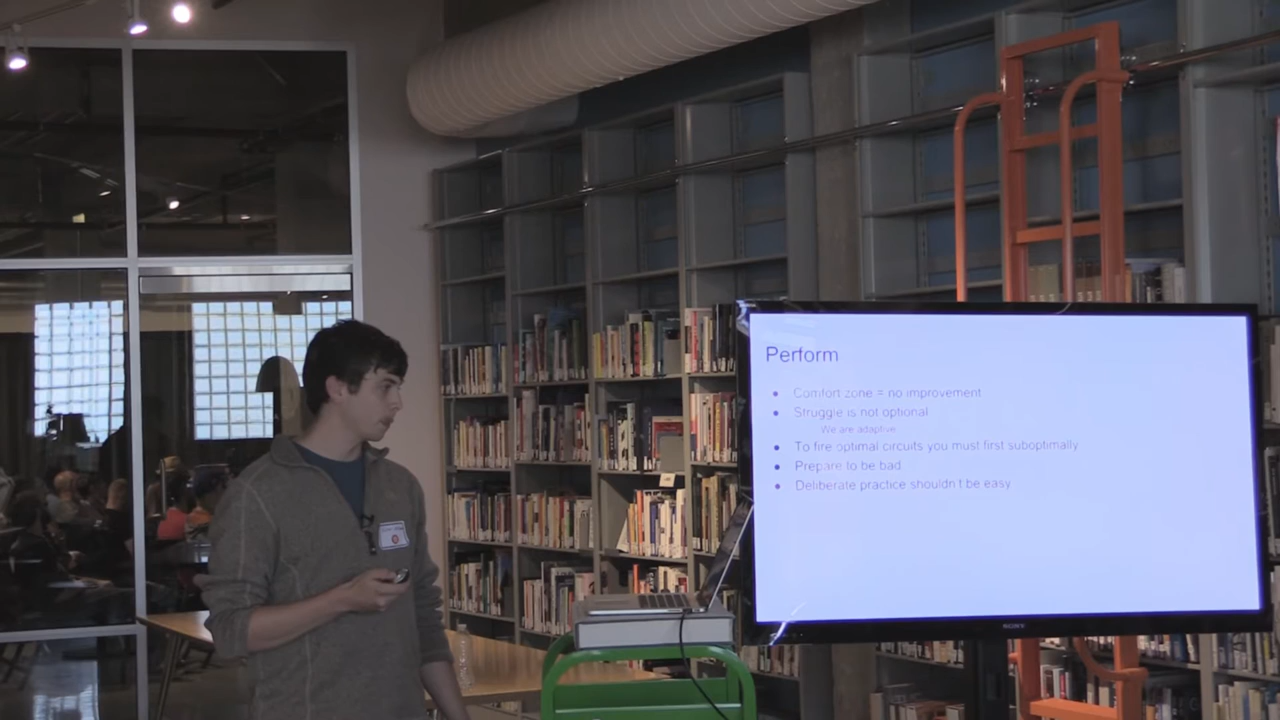 Perform
Comfort zone = no improvement
Struggle is not optional
We are adaptive
To fire optimal circuits you must first suboptimally
Prepare to be bad
Deliberate practice shouldn't be easy
SONY